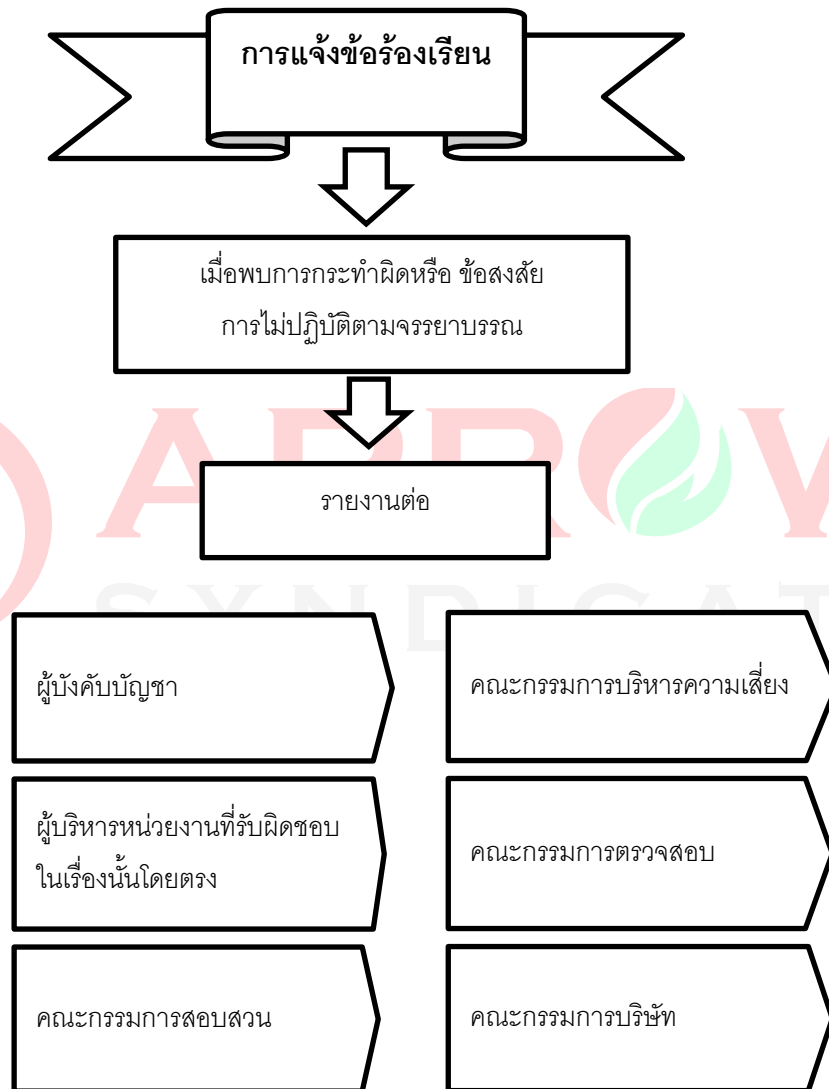 การแจ้งข้อร้องเรียน
เมื่อพบการกระทำผิดหรือ ข้อสงสัย
การไม่ปฏิบัติตามจรรยาบรรณ
รายงานต่อ
ผู้บังคับบัญชา
คณะกรรมการบริหารความเสี่ยง
ผู้บริหารหน่วยงานที่รับผิดชอบ
ในเรื่องนั้นโดยตรง
คณะกรรมการตรวจสอบ
คณะกรรมการสอบสวน
คณะกรรมการบริษัท